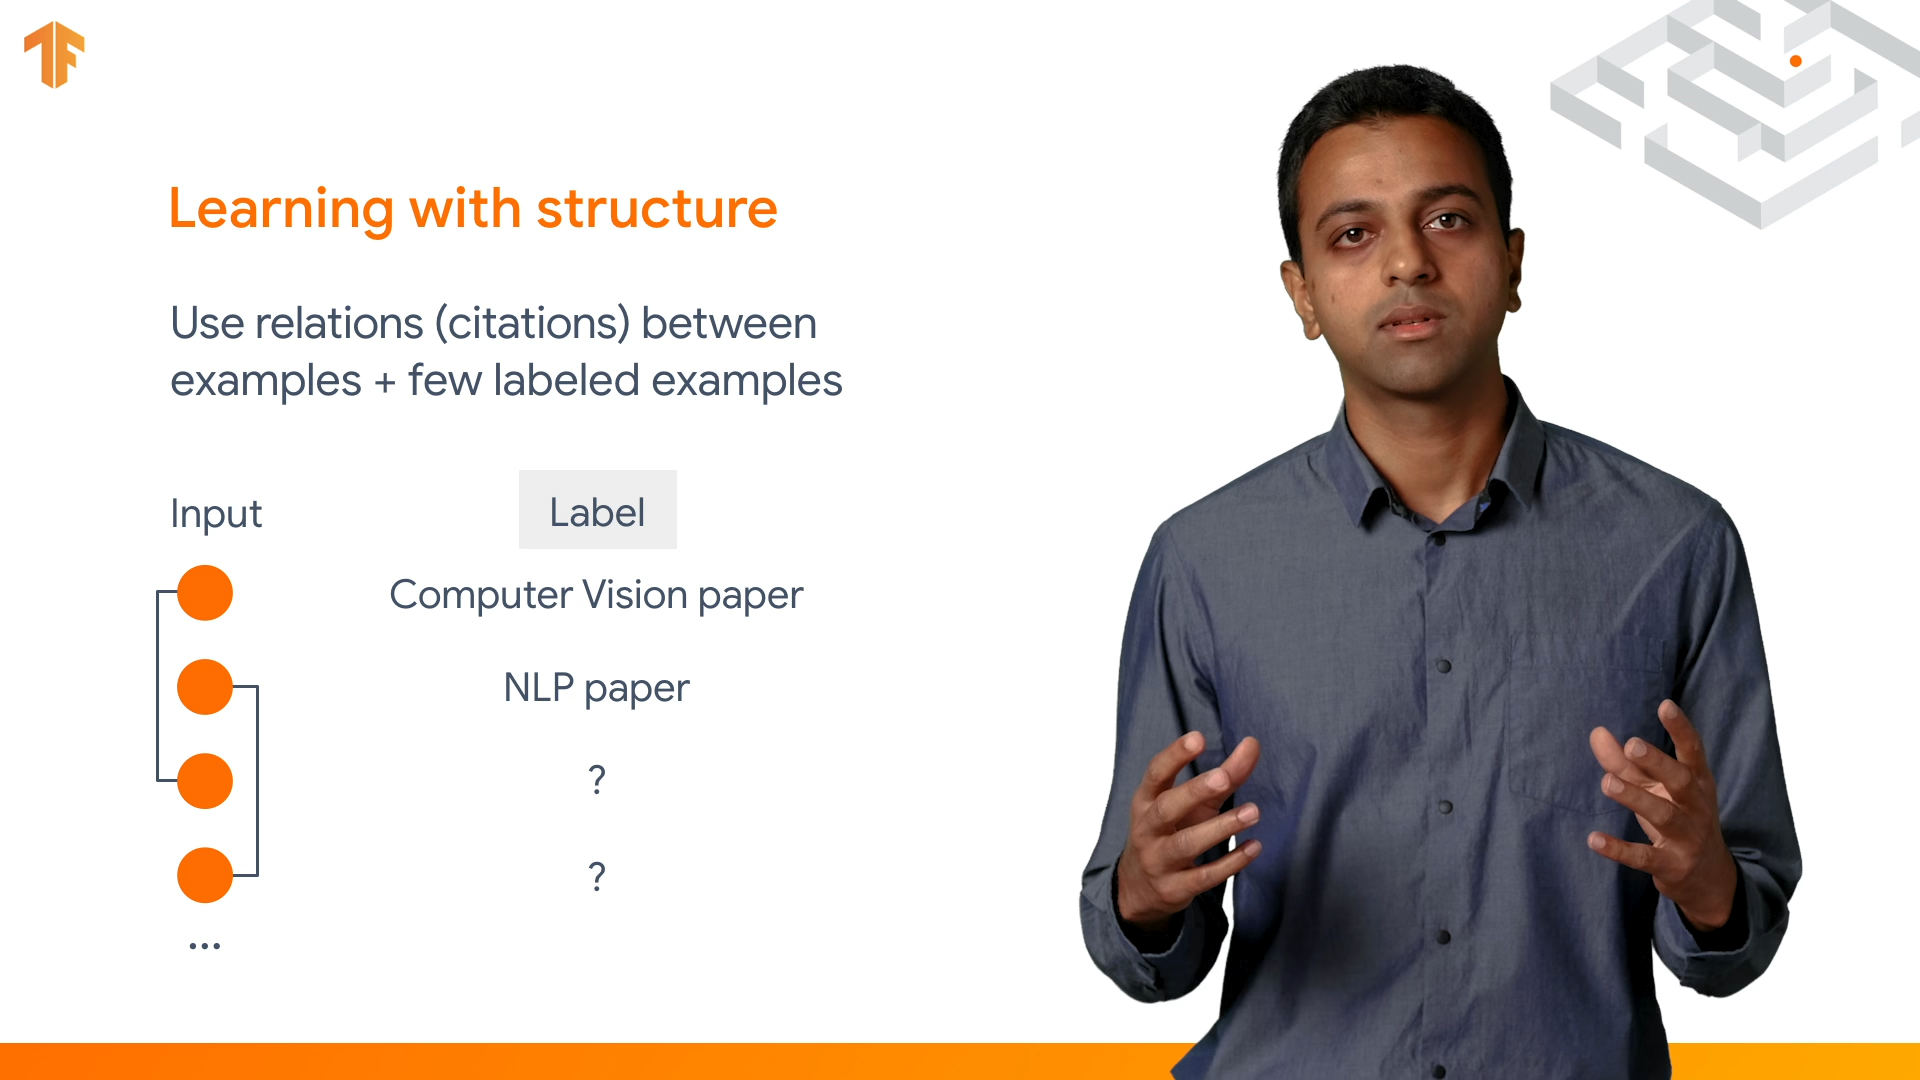 Learning with structure
Use relations (citations) between
examples + few labeled examples
Input
Label
Computer Vision paper
NLP paper
?
?
...